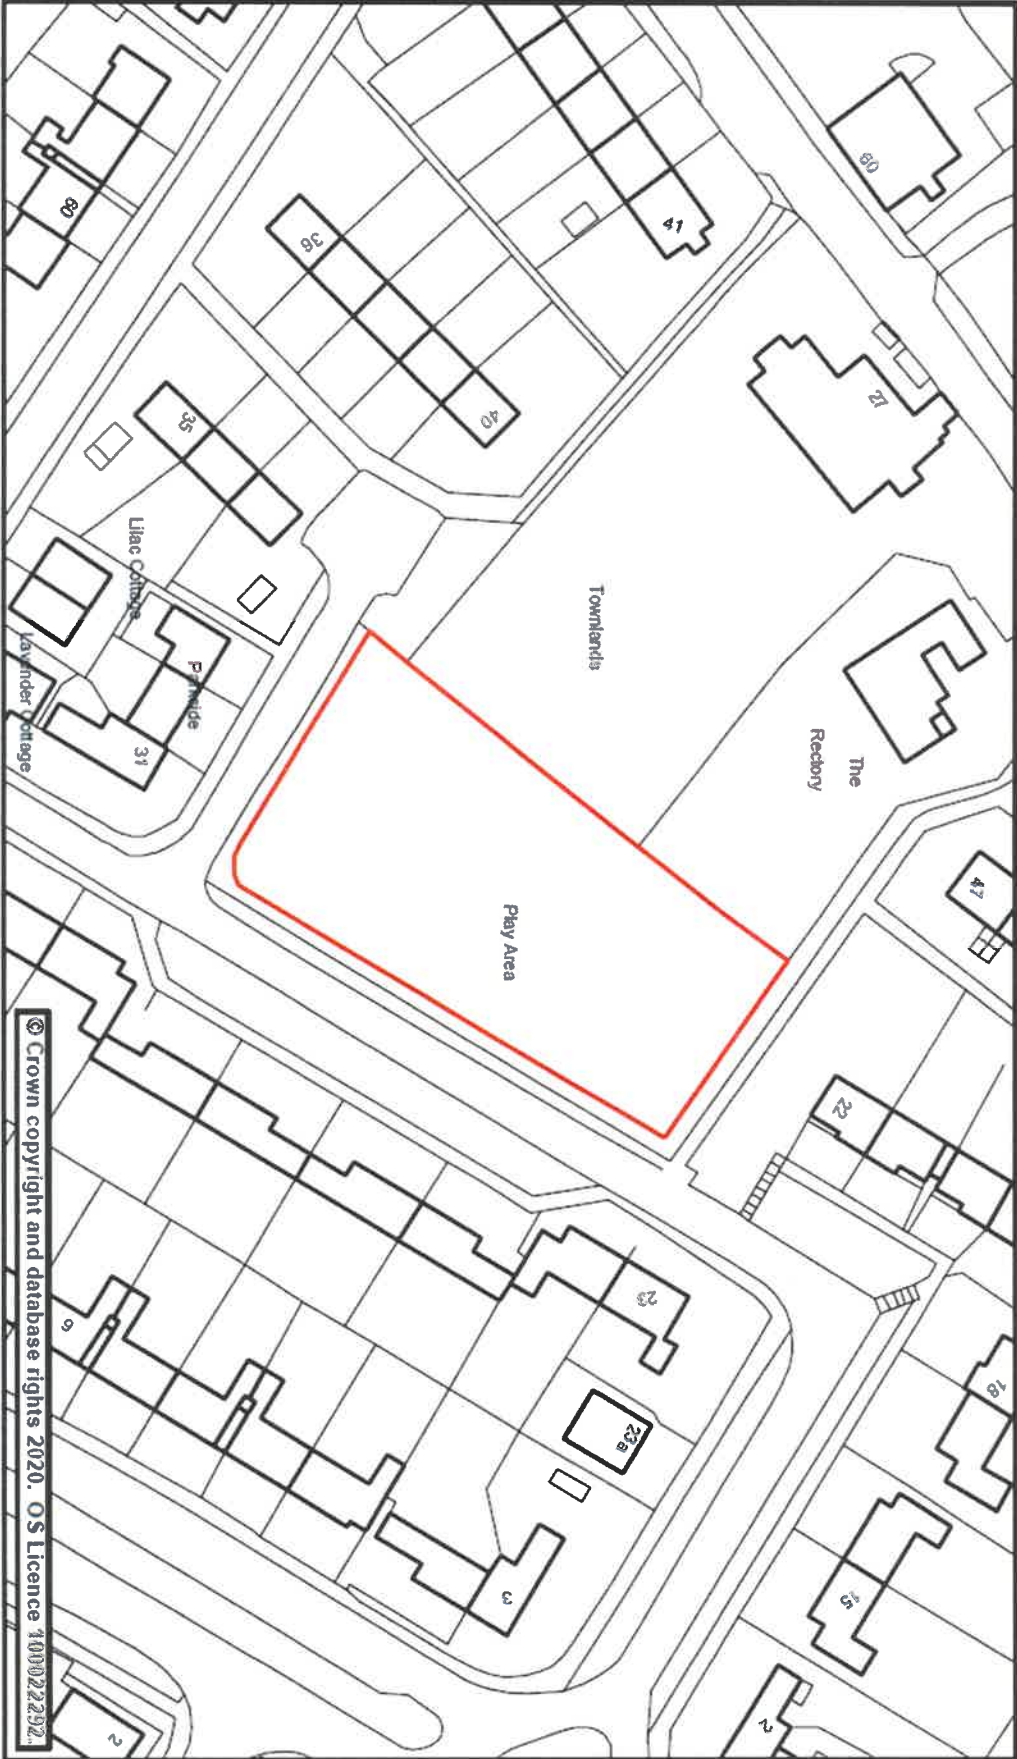 80
41
60
36
27
40
35
Lilac Cottage
Townlands
Parkside
Lavender Cottage
31
The
Rectory
47
Play Area
22
23
23a
18
9
3
15
2
2
© Crown copyright and database rights 2020. OS Licence 100022292.